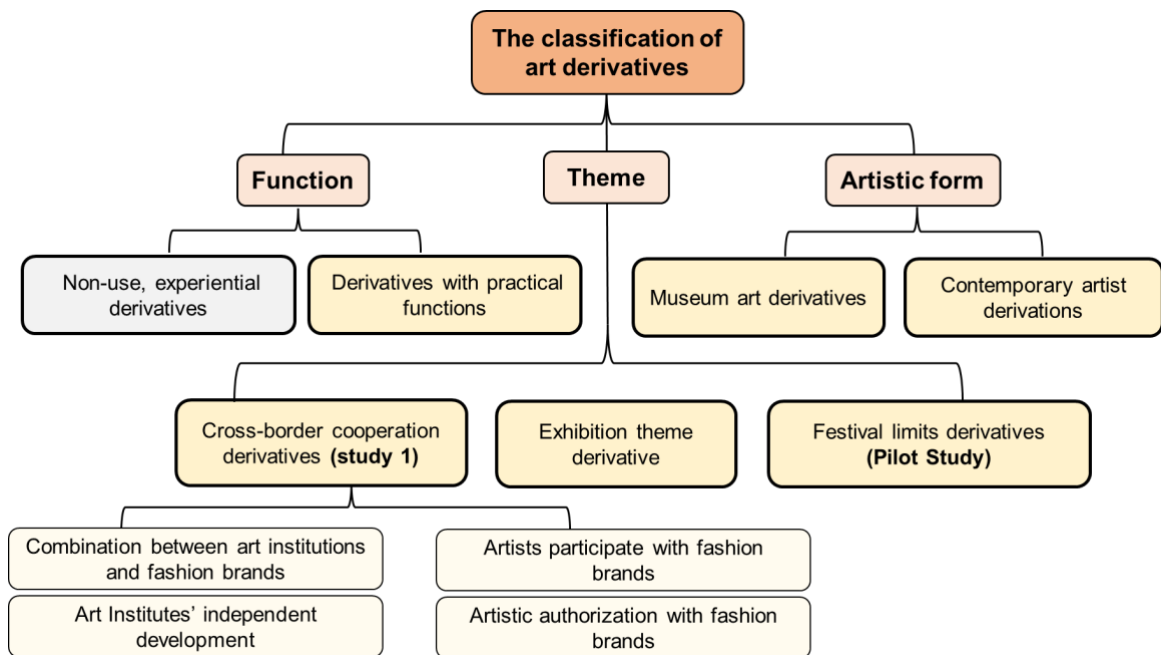 The classification of
art derivatives
Function
Theme
Artistic form
Non-use, experiential
derivatives
Derivatives with practical
functions
Museum art derivatives
Contemporary artist
derivations
Cross-border cooperation
derivatives (study 1)
Exhibition theme
derivative
Festival limits derivatives
(Pilot Study)
Combination between art institutions
and fashion brands
Artists participate with fashion
brands
Art Institutes’ independent
development
Artistic authorization with fashion
brands